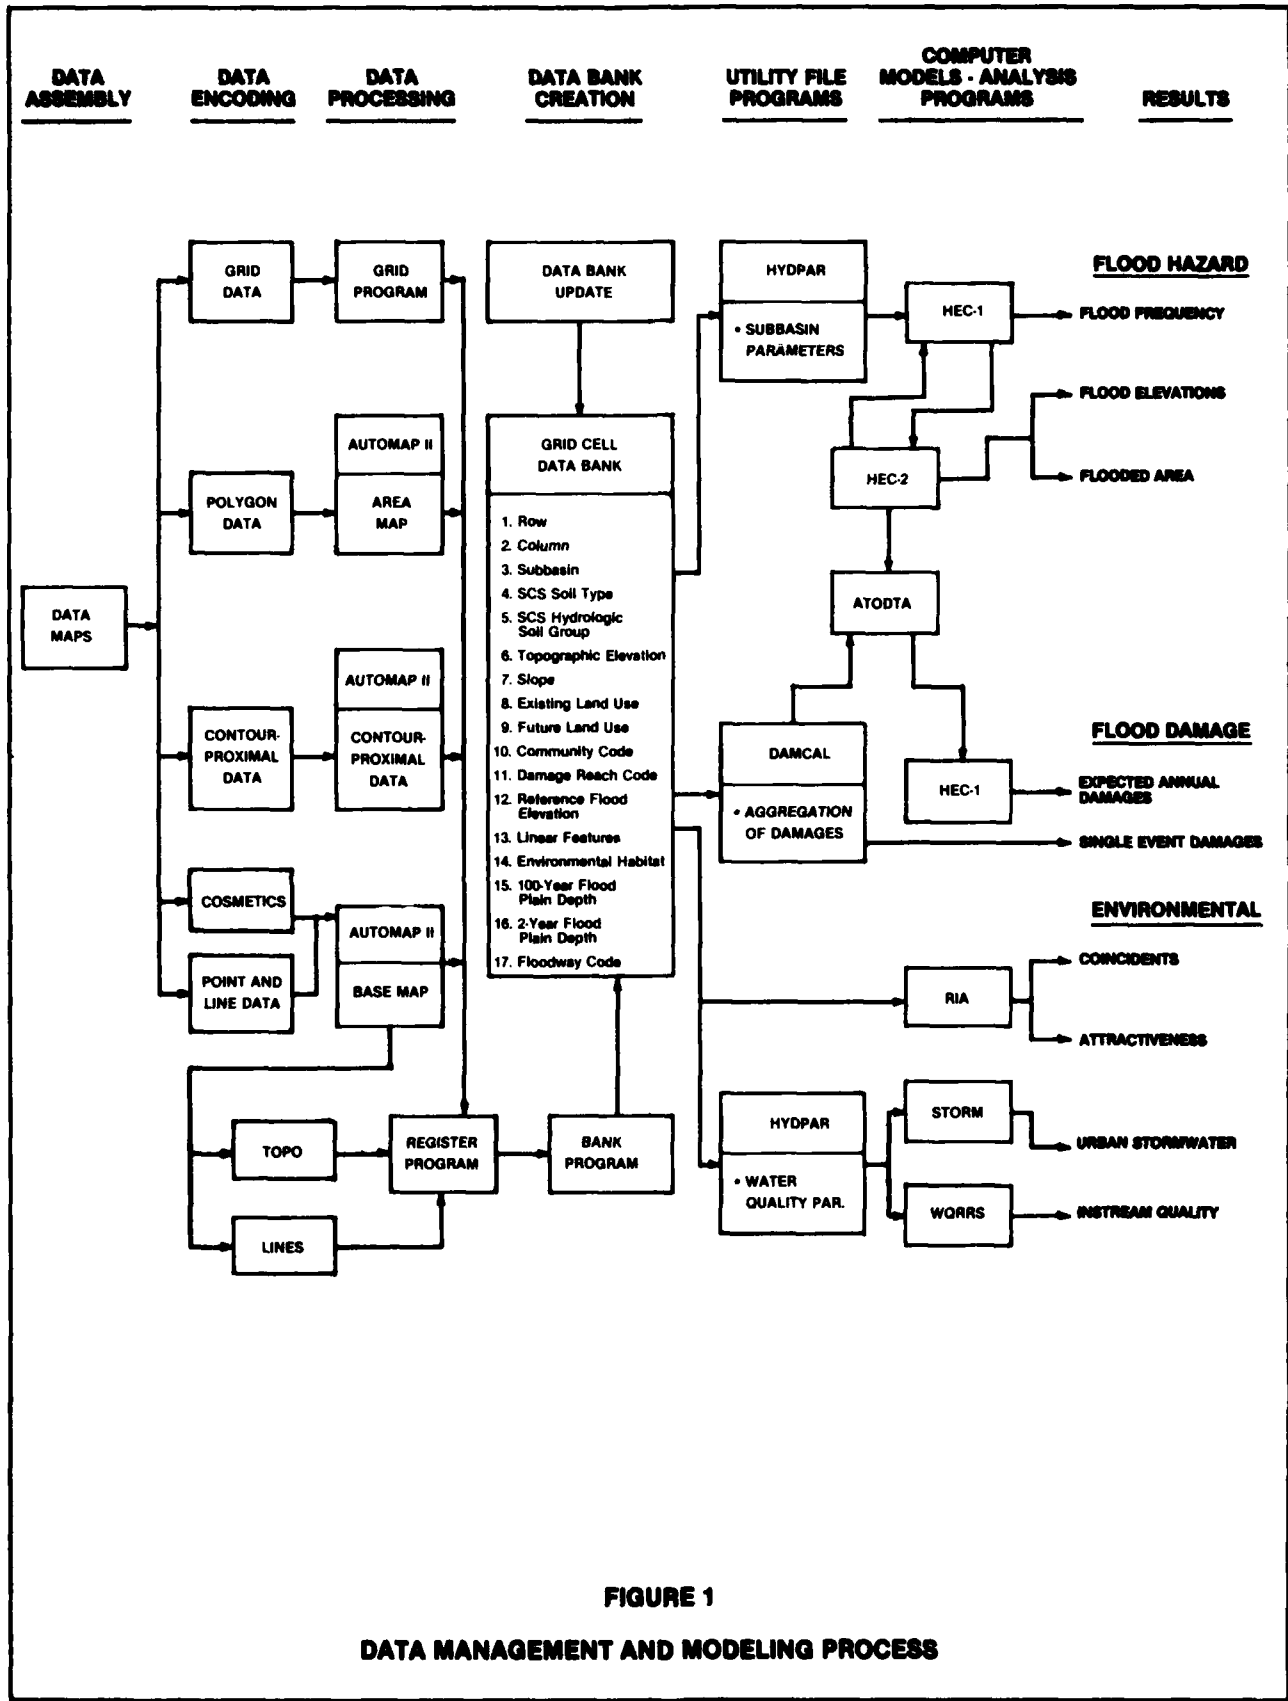 DATA
ASSEMBLY
DATA
ENCODING
DATA
PROCESSING
DATA BANK
CREATION
UTILITY FILE
PROGRAMS
COMPUTER
MODELS - ANALYSIS
PROGRAMS
RESULTS
DATA
MAPS
GRID
DATA
POLYGON
DATA
CONTOUR-
PROXIMAL
DATA
COSMETICS
POINT AND
LINE DATA
TOPO
LINES
GRID
PROGRAM
AUTOMAP II
AREA
MAP
AUTOMAP II
CONTOUR-
PROXIMAL
DATA
AUTOMAP II
BASE MAP
REGISTER
PROGRAM
DATA BANK
UPDATE
GRID CELL
DATA BANK
1. Row
2. Column
3. Subbasin
4. SCS Soil Type
5. SCS Hydrologic
Soil Group
6. Topographic Elevation
7. Slope
8. Existing Land Use
9. Future Land Use
10. Community Code
11. Damage Reach Code
12. Reference Flood
Elevation
13. Linear Features
14. Environmental Habitat
15. 100-Year Flood
Plain Depth
16. 2-Year Flood
Plain Depth
17. Floodway Code
BANK
PROGRAM
HYDPAR
• SUBBASIN
PARAMETERS
DAMCAL
• AGGREGATION
OF DAMAGES
HYDPAR
• WATER
QUALITY PAR.
HEC-1
HEC-2
ATODTA
HEC-1
RIA
STORM
WQRRS
FLOOD HAZARD
FLOOD FREQUENCY
FLOOD ELEVATIONS
FLOODED AREA
FLOOD DAMAGE
EXPECTED ANNUAL
DAMAGES
SINGLE EVENT DAMAGES
ENVIRONMENTAL
COINCIDENTS
ATTRACTIVENESS
URBAN STORMWATER
INSTREAM QUALITY
FIGURE 1
DATA MANAGEMENT AND MODELING PROCESS